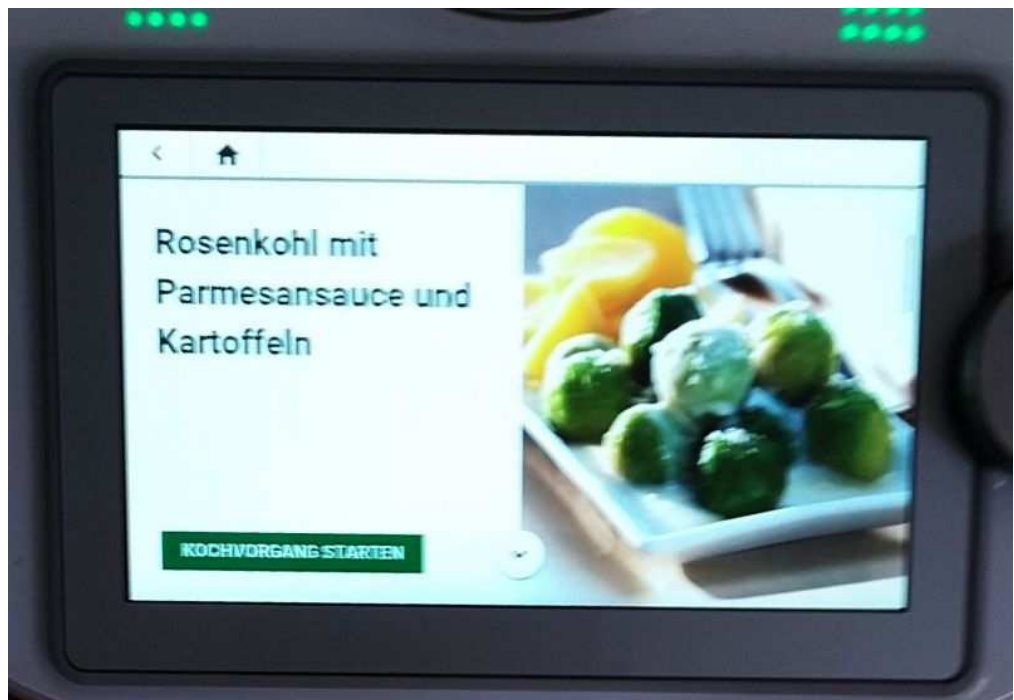 Rosenkohl mit
Parmesansauce und
Kartoffeln
KOCHVORGANG STARTEN